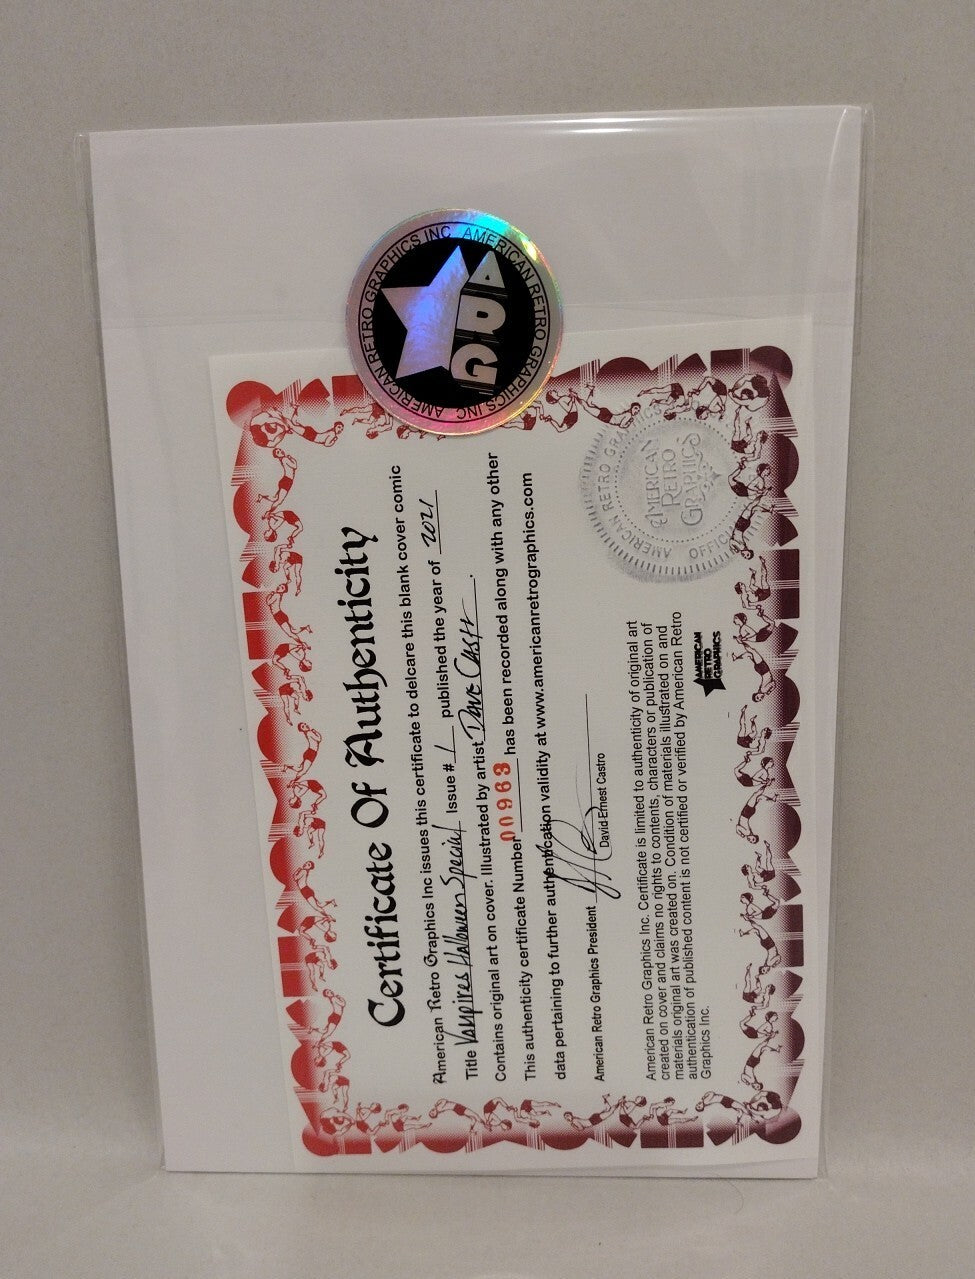 AMERICAN RETRO GRAPHICS INC AMERICAN RETRO GRAPHICS INC
ARG
Certificate Of Authenticity
American Retro Graphics Inc issues this certificate to delcare this blank cover comic
Title Vampires Halloween Special Issue # 1 published the year of 2021
Contains original art on cover. Illustrated by artist Dave Castr.
This authenticity certificate Number 00963 has been recorded along with any other
data pertaining to further authentication validity at www.americanretrographics.com
American Retro Graphics President
David Ernest Castro
American Retro Graphics Inc. Certificate is limited to authenticity of original art
created on cover and claims no rights to contents, characters or publication of
materials original art was created on. Condition of materials illustrated on and
authentication of published content is not certified or verified by American Retro
Graphics Inc.
AMERICAN
RETRO
GRAPHICS
AMERICAN RETRO GRAPHICS
AMERICAN
RETRO
GRAPHICS